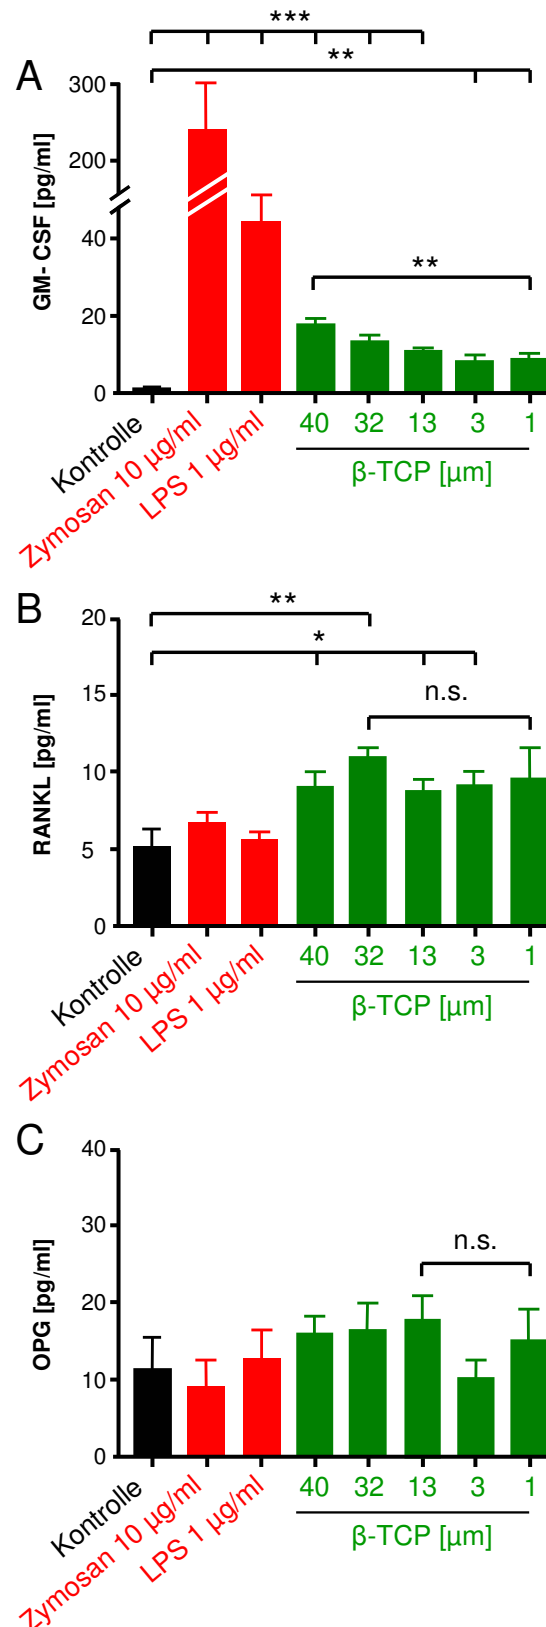 ***
A
**
300
200
40
20
0
GM- CSF [pg/ml]
**
Kontrolle
Zymosan 10 µg/ml
LPS 1 µg/ml
40 32 13 3 1
β-TCP [µm]
B
**
*
n.s.
20
15
10
5
0
RANKL [pg/ml]
Kontrolle
Zymosan 10 µg/ml
LPS 1 µg/ml
40 32 13 3 1
β-TCP [µm]
C
n.s.
40
30
20
10
0
OPG [pg/ml]
Kontrolle
Zymosan 10 µg/ml
LPS 1 µg/ml
40 32 13 3 1
β-TCP [µm]